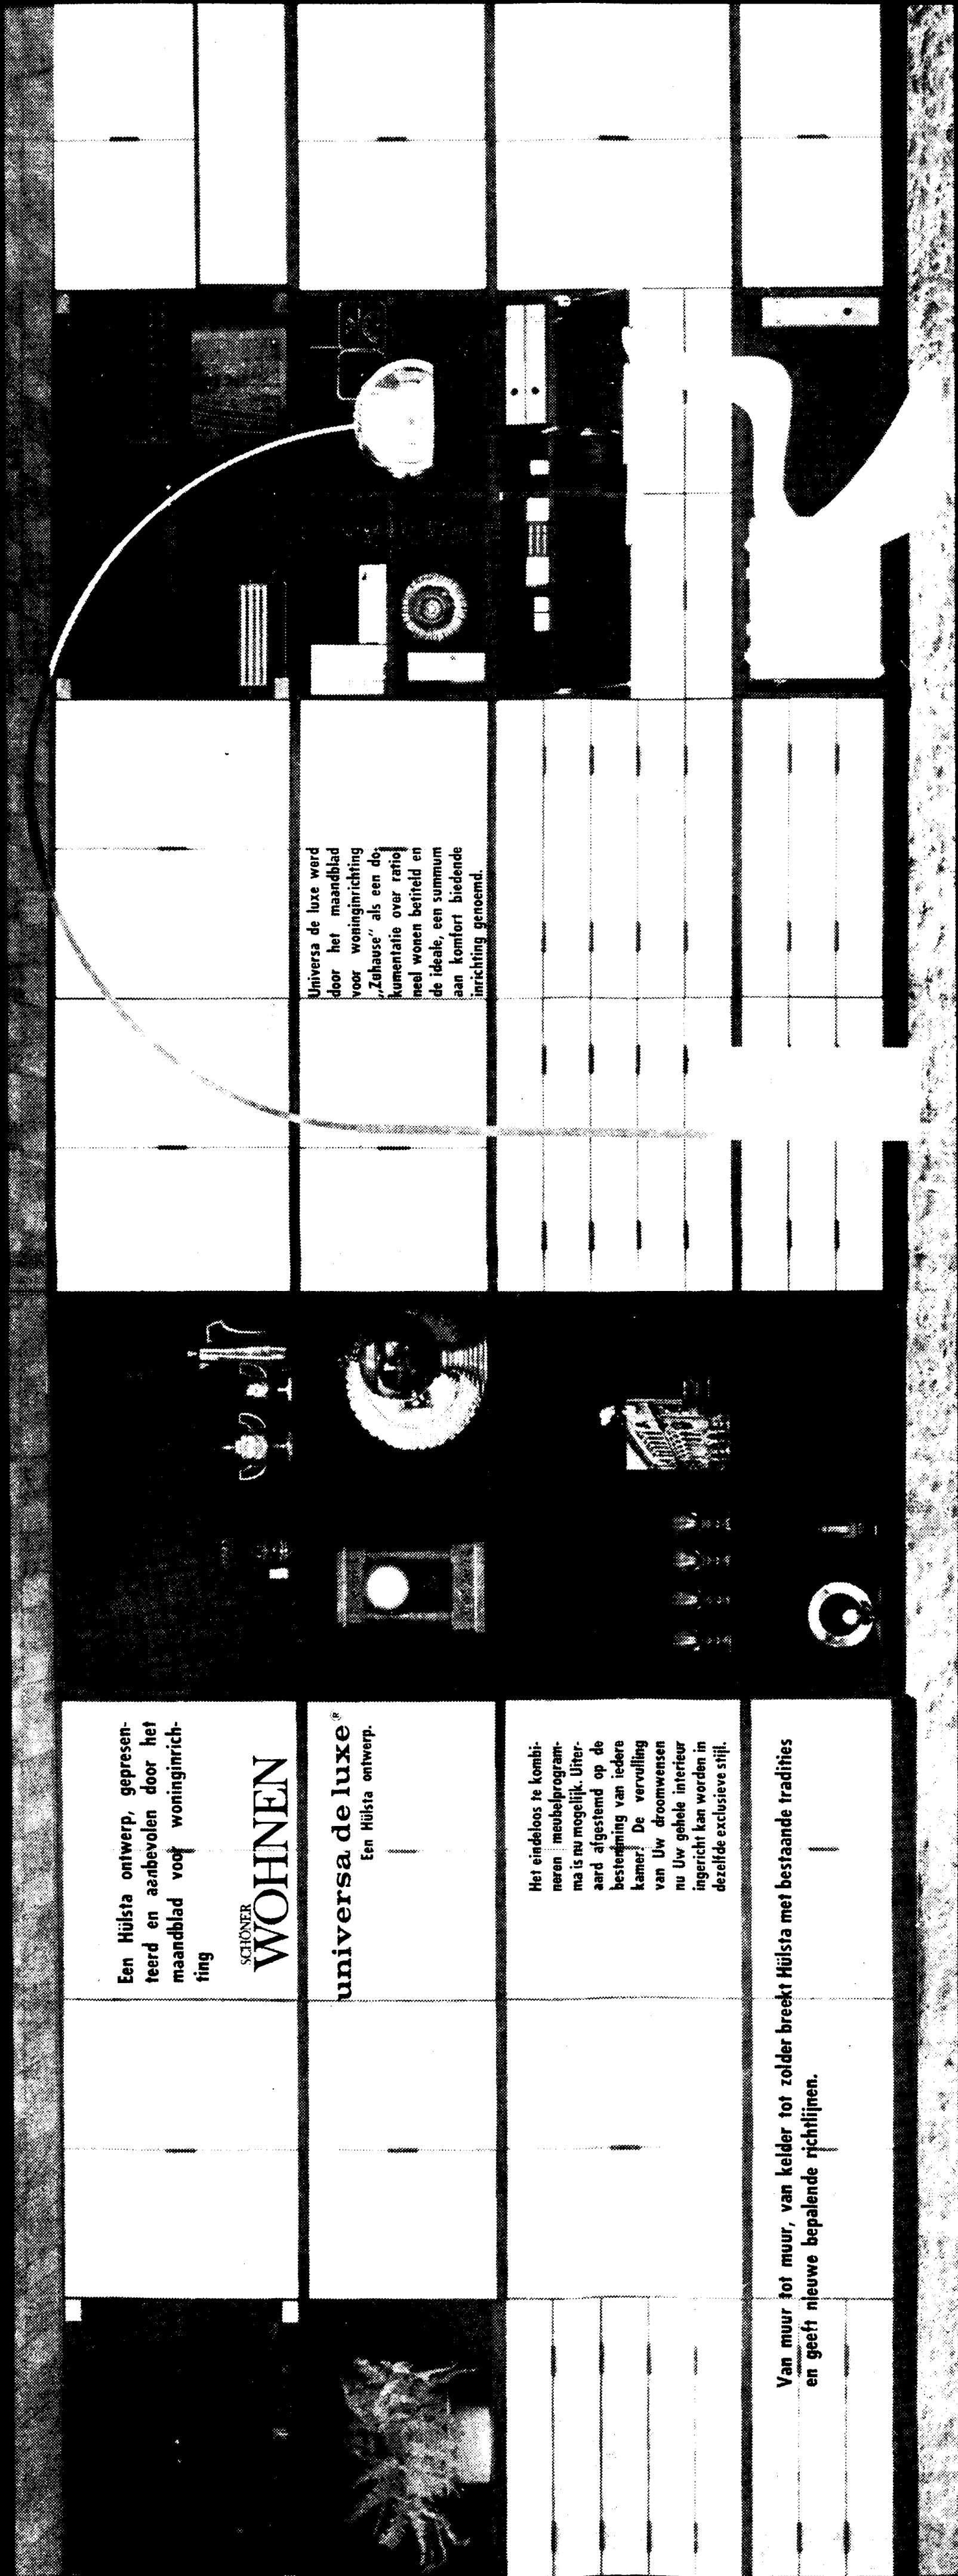 Een Hülsta ontwerp, gepresen-
teerd en aanbevolen door het
maandblad voor woninginrich-
ting
SCHÖNER
WOHNEN
universa de luxe®
Een Hülsta ontwerp.
Het eindeloos te kombi-
neren meubelprogram-
ma is nu mogelijk. Uiter-
aard afgestemd op de
bestemming van iedere
kamer! De vervulling
van Uw droomwensen
nu Uw gehele interieur
ingericht kan worden in
dezelfde exclusieve stijl.
Van muur tot muur, van kelder tot zolder breekt Hülsta met bestaande tradities
en geeft nieuwe bepalende richtlijnen.
Universa de luxe werd
door het maandblad
voor woninginrichting
„Zuhause” als een do-
kumentatie over ratio-
neel wonen betiteld en
de ideale, een summum
aan komfort biedende
inrichting genoemd.